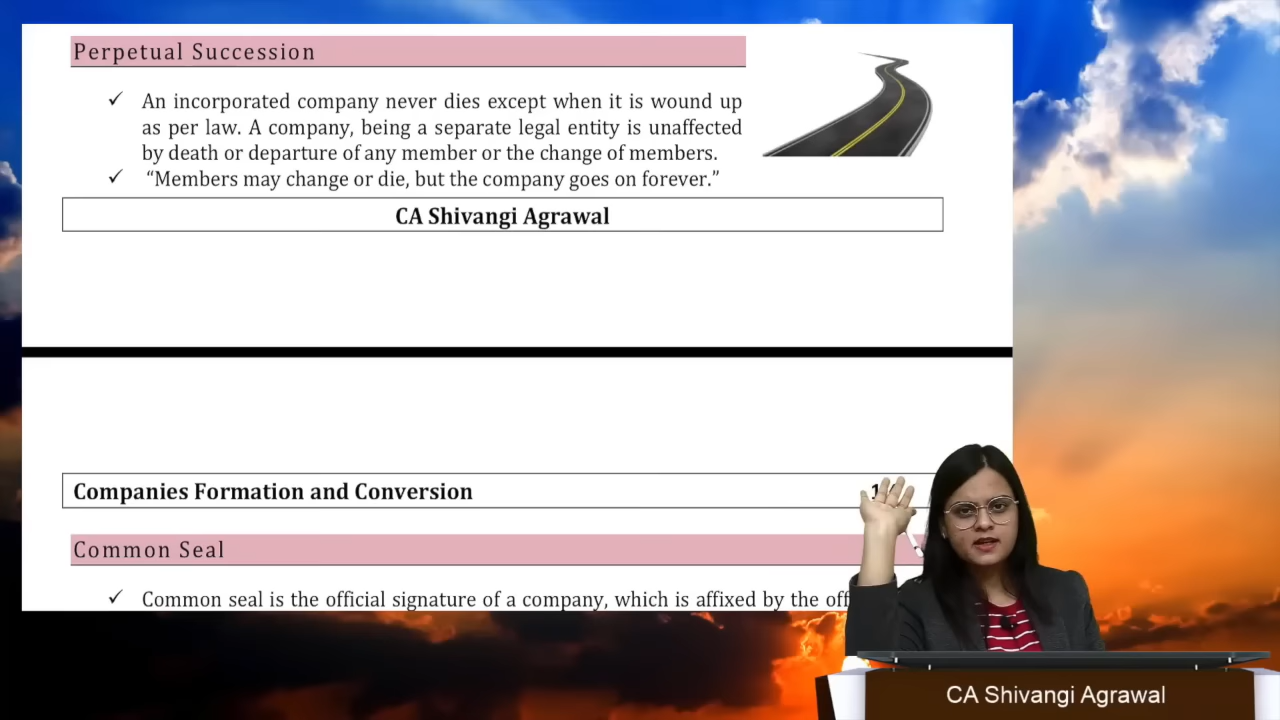 Perpetual Succession
✓ An incorporated company never dies except when it is wound up
as per law. A company, being a separate legal entity is unaffected
by death or departure of any member or the change of members.
✓ “Members may change or die, but the company goes on forever.”
CA Shivangi Agrawal
Companies Formation and Conversion
Common Seal
✓ Common seal is the official signature of a company, which is affixed by the
CA Shivangi Agrawal